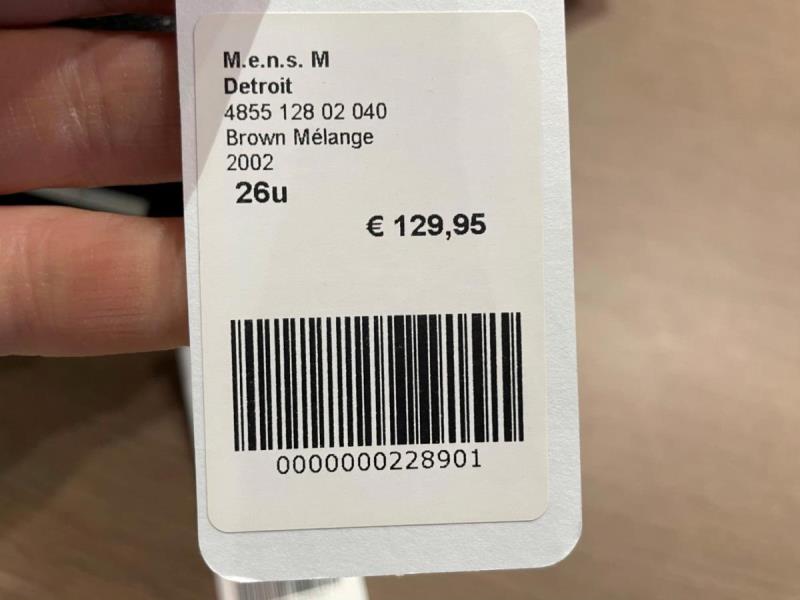 M.e.n.s. M
Detroit
4855 128 02 040
Brown Mélange
2002
26u
€ 129,95
0000000228901